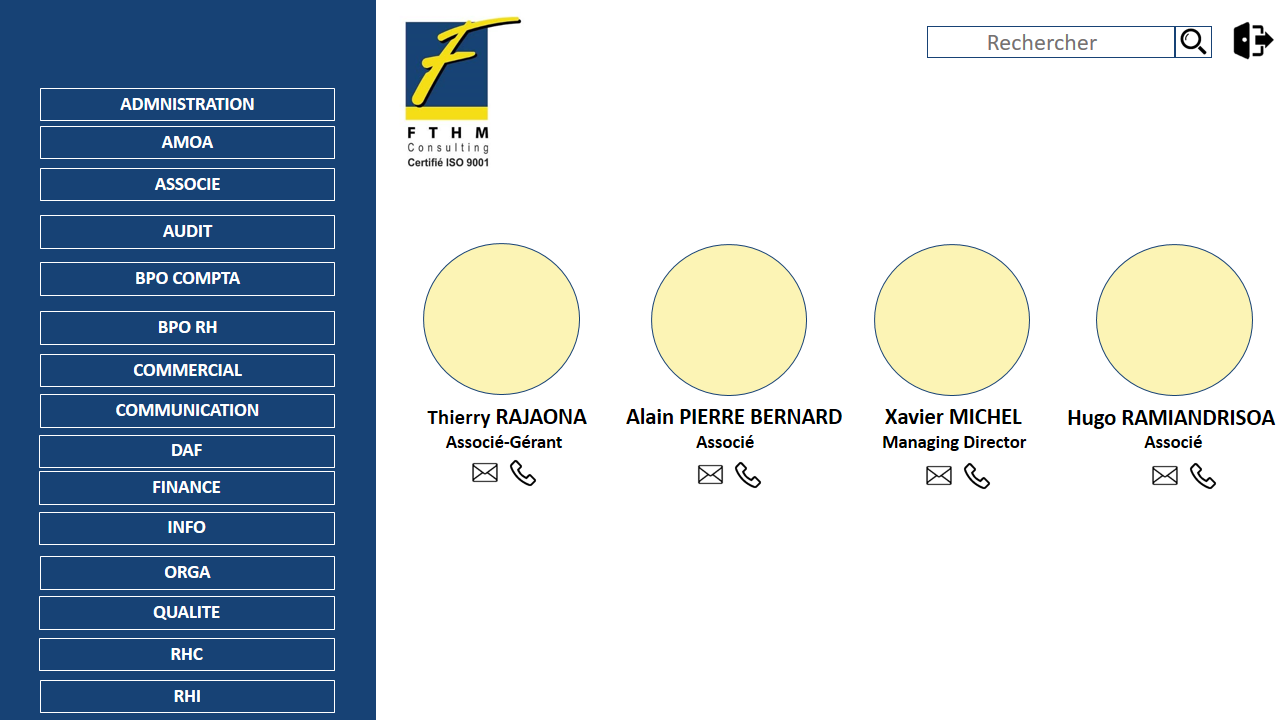 ADMNISTRATION
AMOA
ASSOCIE
AUDIT
BPO COMPTA
BPO RH
COMMERCIAL
COMMUNICATION
DAF
FINANCE
INFO
ORGA
QUALITE
RHC
RHI
F
FTHM
Consulting
Certifié ISO 9001
Rechercher
Thierry RAJAONA
Associé-Gérant
Alain PIERRE BERNARD
Associé
Xavier MICHEL
Managing Director
Hugo RAMIANDRISOA
Associé